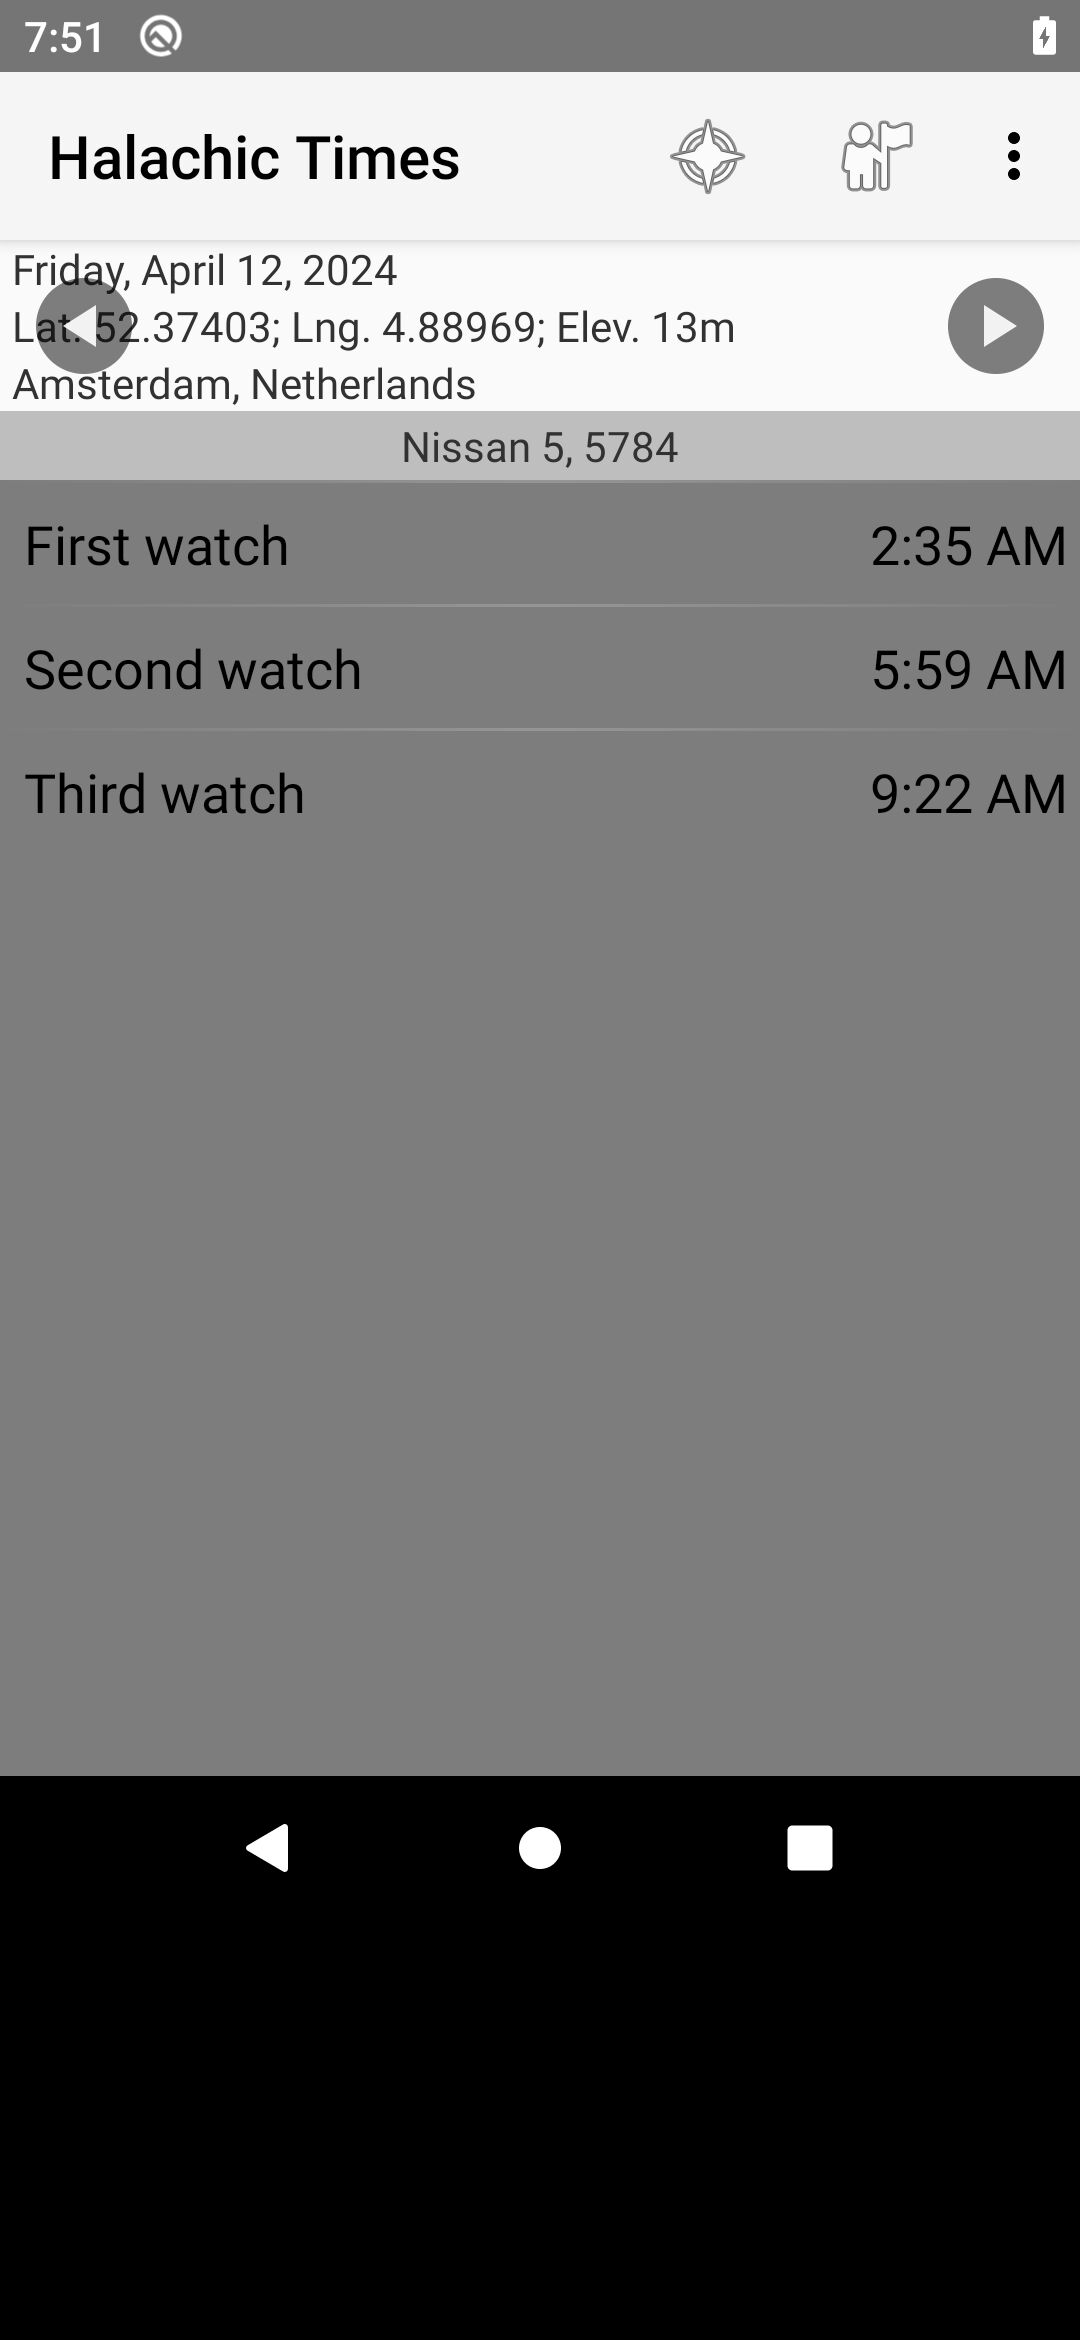 7:51
Halachic Times
Friday, April 12, 2024
Lat. 52.37403; Lng. 4.88969; Elev. 13m
Amsterdam, Netherlands
Nissan 5, 5784
First watch 2:35 AM
Second watch 5:59 AM
Third watch 9:22 AM